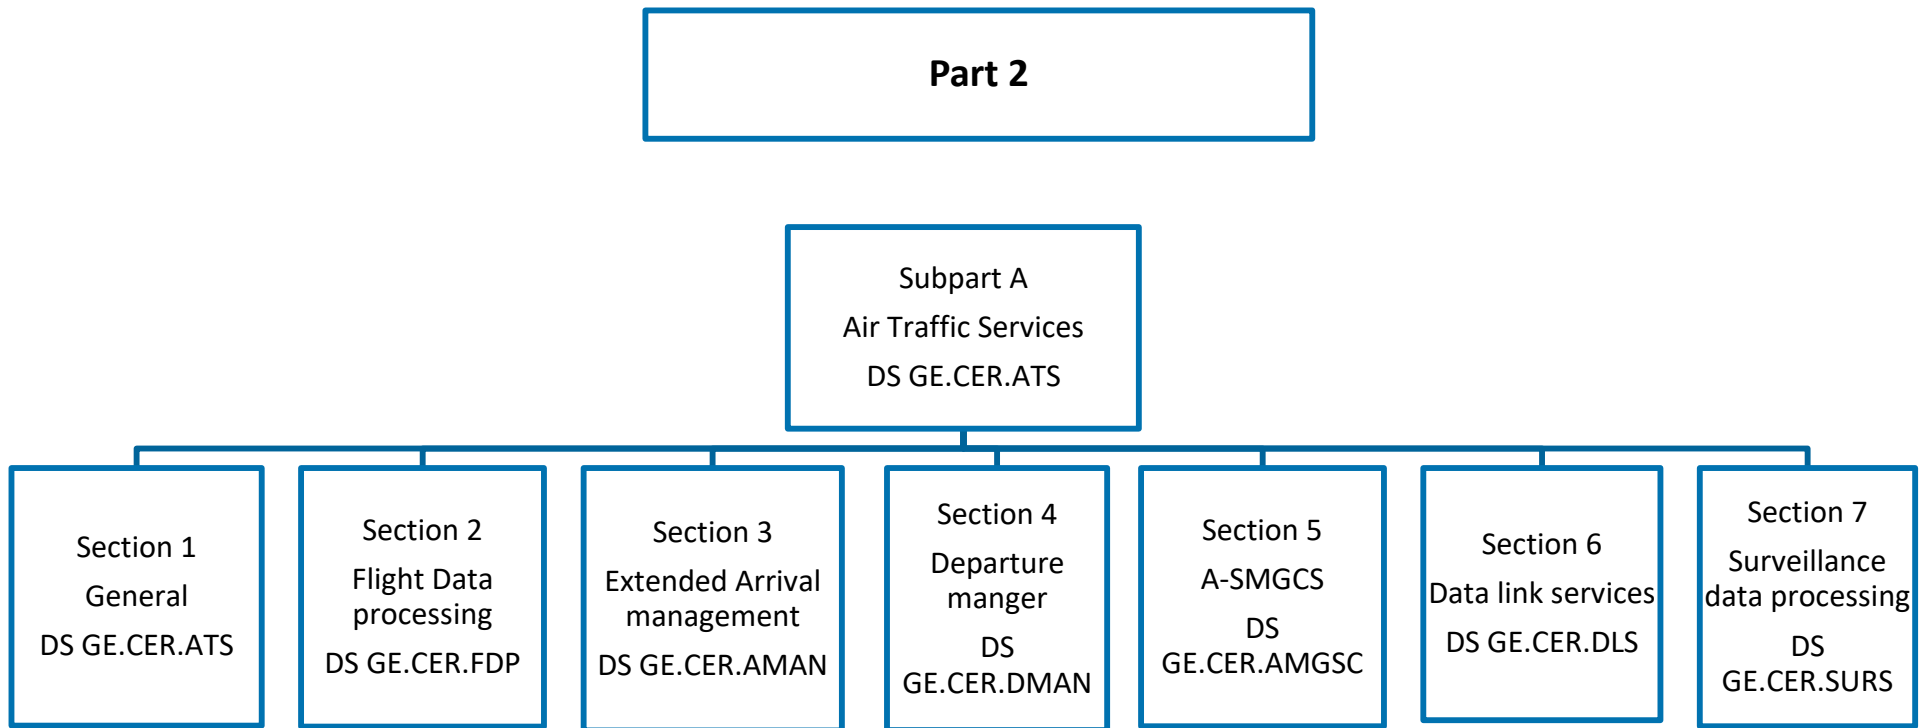 Part 2
Subpart A
Air Traffic Services
DS GE.CER.ATS
Section 1
General
DS GE.CER.ATS
Section 2
Flight Data
processing
DS GE.CER.FDP
Section 3
Extended Arrival
management
DS GE.CER.AMAN
Section 4
Departure
manger
DS
GE.CER.DMAN
Section 5
A-SMGCS
DS
GE.CER.AMGSC
Section 6
Data link services
DS GE.CER.DLS
Section 7
Surveillance
data processing
DS
GE.CER.SURS